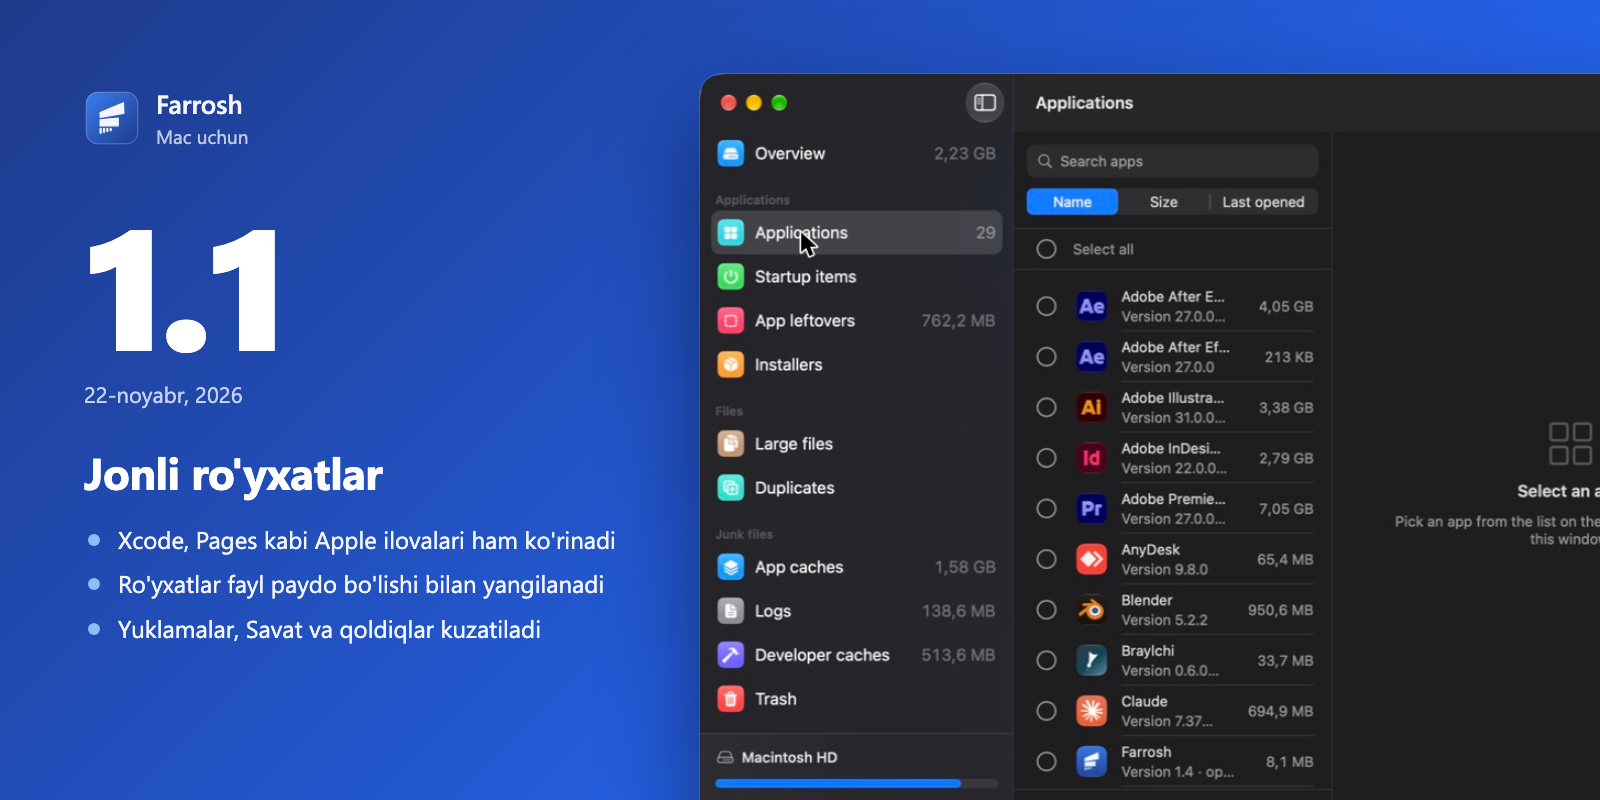 Farrosh
Mac uchun
1.1
22-noyabr, 2026
Jonli ro'yxatlar
Xcode, Pages kabi Apple ilovalari ham ko'rinadi
Ro'yxatlar fayl paydo bo'lishi bilan yangilanadi
Yuklamalar, Savat va qoldiqlar kuzatiladi
Overview 2,23 GB
Applications
Applications 29
Startup items
App leftovers 762,2 MB
Installers
Files
Large files
Duplicates
Junk files
App caches 1,58 GB
Logs 138,6 MB
Developer caches 513,6 MB
Trash
Macintosh HD
Applications
Search apps
Name Size Last opened
Select all
Ae Adobe After E... 4,05 GB
Version 27.0.0...
Ae Adobe After Ef... 213 KB
Version 27.0.0
Ai Adobe Illustra... 3,38 GB
Version 31.0.0...
Id Adobe InDesi... 2,79 GB
Version 22.0.0...
Pr Adobe Premie... 7,05 GB
Version 27.0.0...
AnyDesk 65,4 MB
Version 9.8.0
Blender 950,6 MB
Version 5.2.2
Braylchi 33,7 MB
Version 0.6.0...
Claude 694,9 MB
Version 7.37...
Farrosh 8,1 MB
Version 1.4 · op...
Select an a
Pick an app from the list on the
this windo